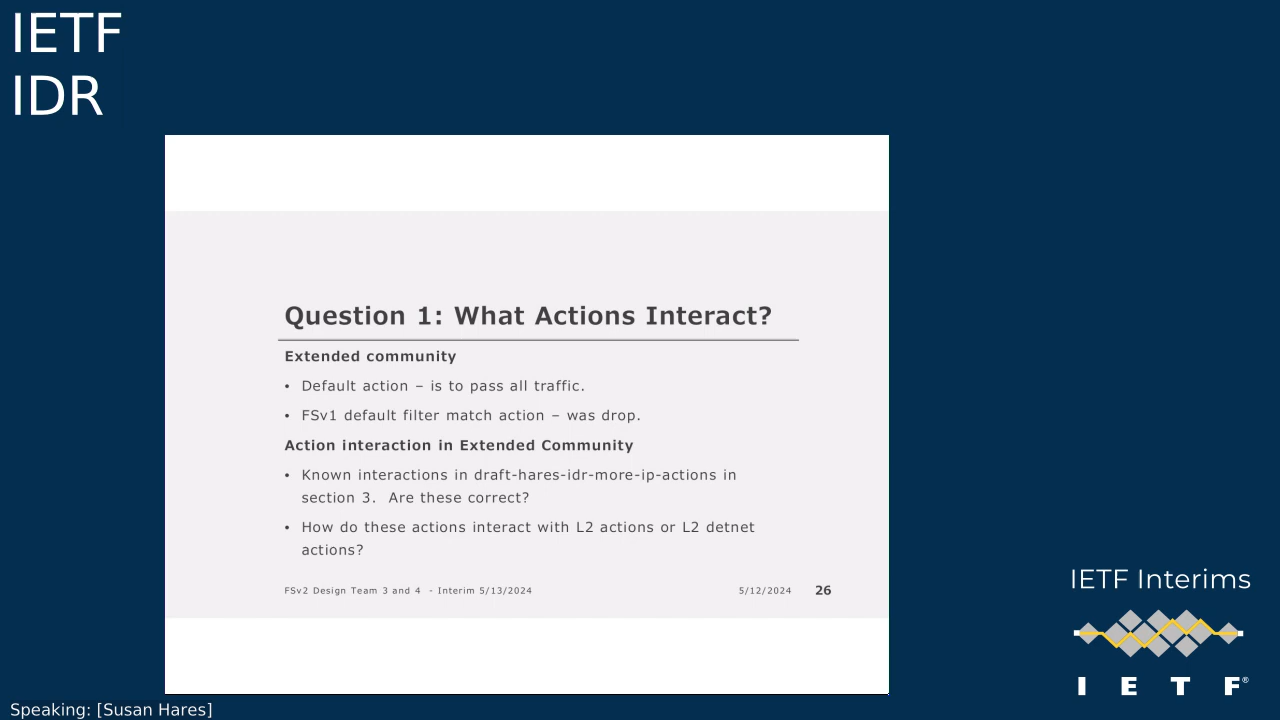 IETF
IDR
Question 1: What Actions Interact?
Extended community
• Default action – is to pass all traffic.
• FSv1 default filter match action – was drop.
Action interaction in Extended Community
• Known interactions in draft-hares-idr-more-ip-actions in
section 3.  Are these correct?
• How do these actions interact with L2 actions or L2 detnet
actions?
FSv2 Design Team 3 and 4  - Interim 5/13/2024 5/12/2024 26
IETF Interims
I E T F®
Speaking: [Susan Hares]